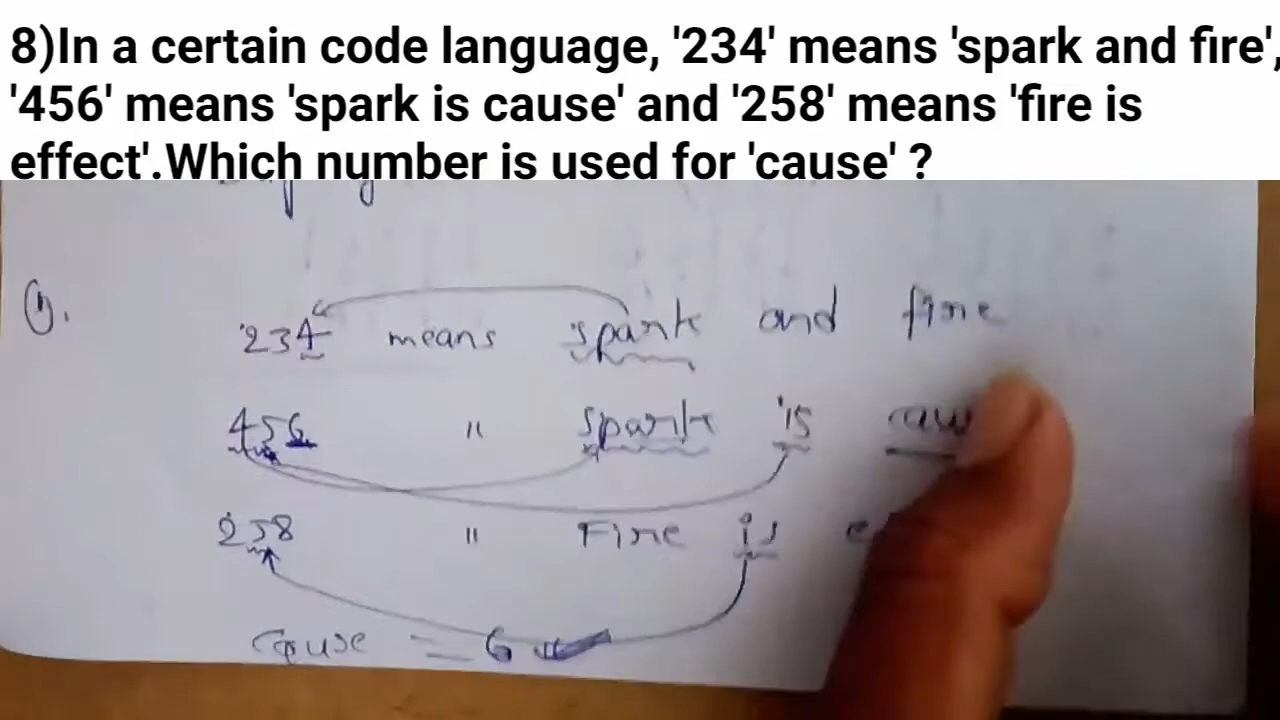 8)In a certain code language, '234' means 'spark and fire',
'456' means 'spark is cause' and '258' means 'fire is
effect'.Which number is used for 'cause' ?
1).
234 means spark and fire
456 " spark is
258 " Fire is
Cause = 6